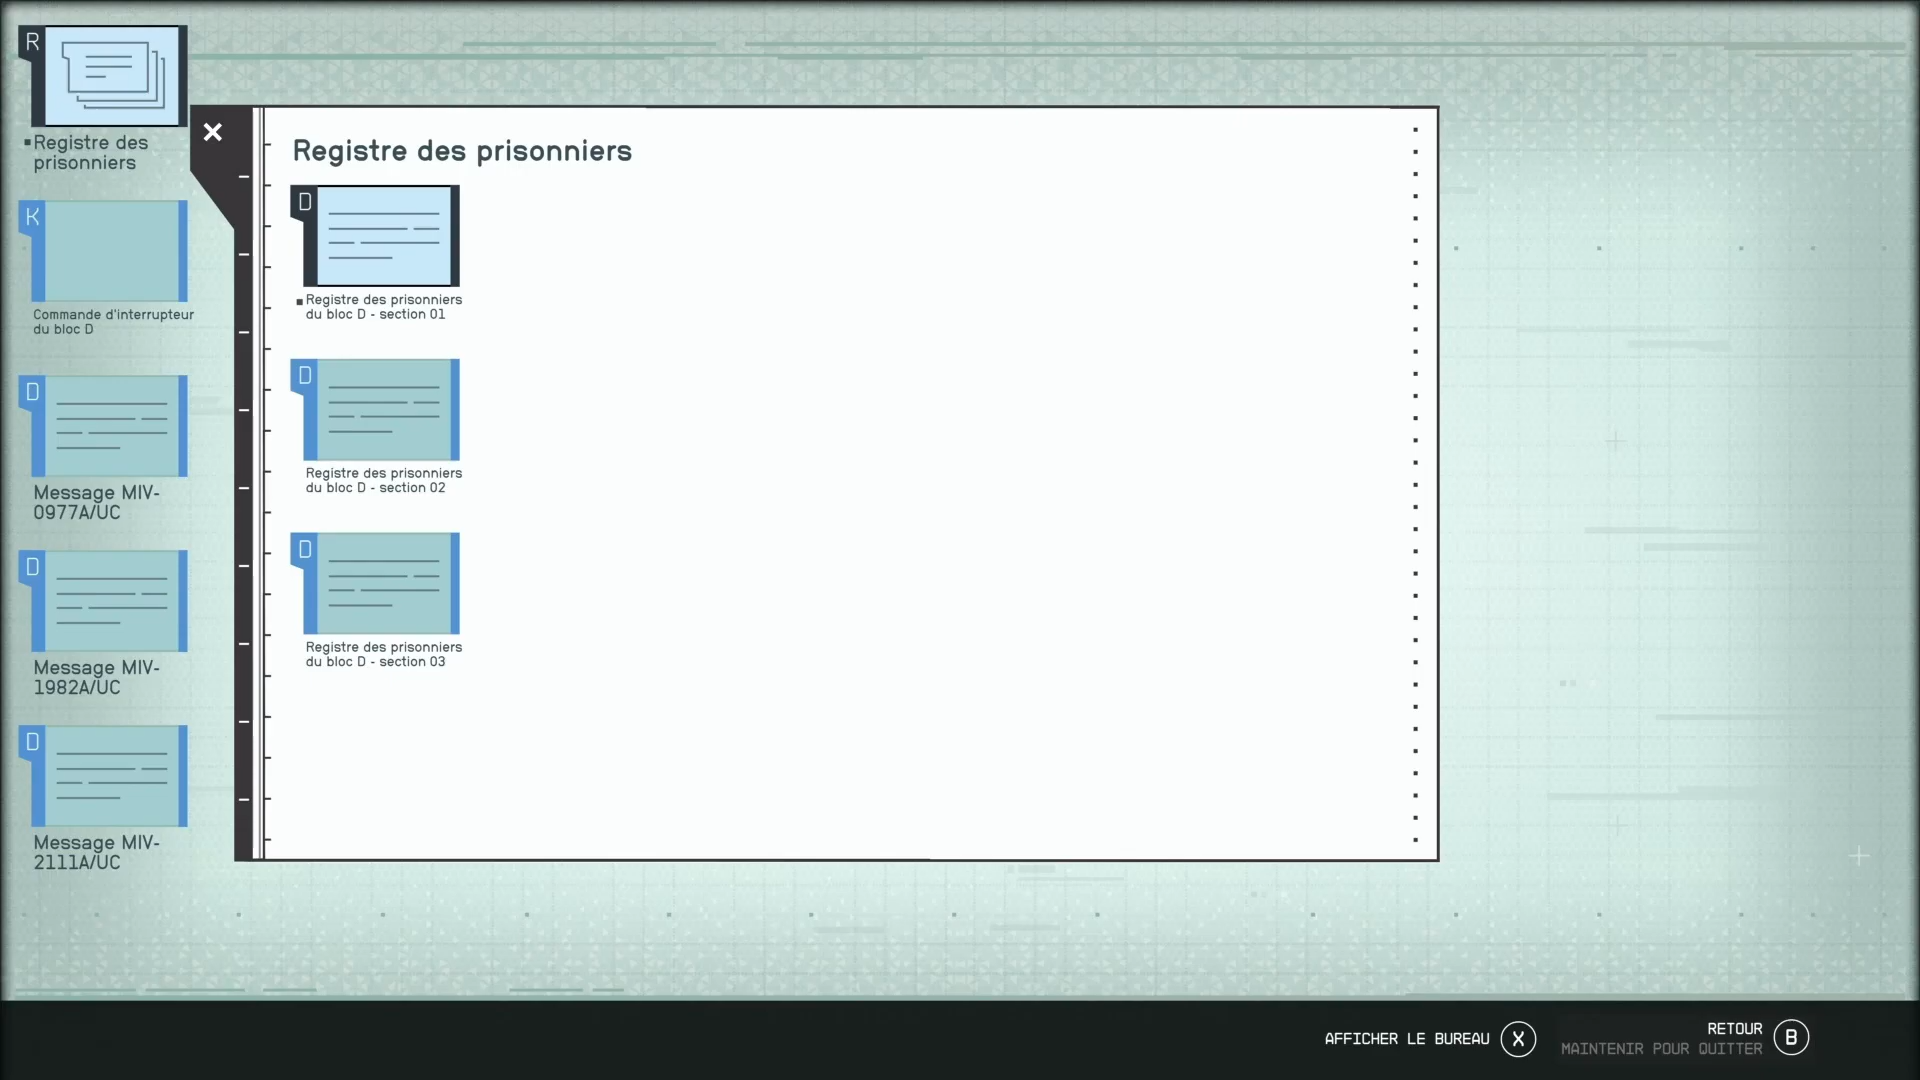 R
Registre des
prisonniers
K
Commande d'interrupteur
du bloc D
D
Message MIV-
0977A/UC
D
Message MIV-
1982A/UC
D
Message MIV-
2111A/UC
Registre des prisonniers
D
Registre des prisonniers
du bloc D - section 01
D
Registre des prisonniers
du bloc D - section 02
D
Registre des prisonniers
du bloc D - section 03
AFFICHER LE BUREAU X
RETOUR B
MAINTENIR POUR QUITTER